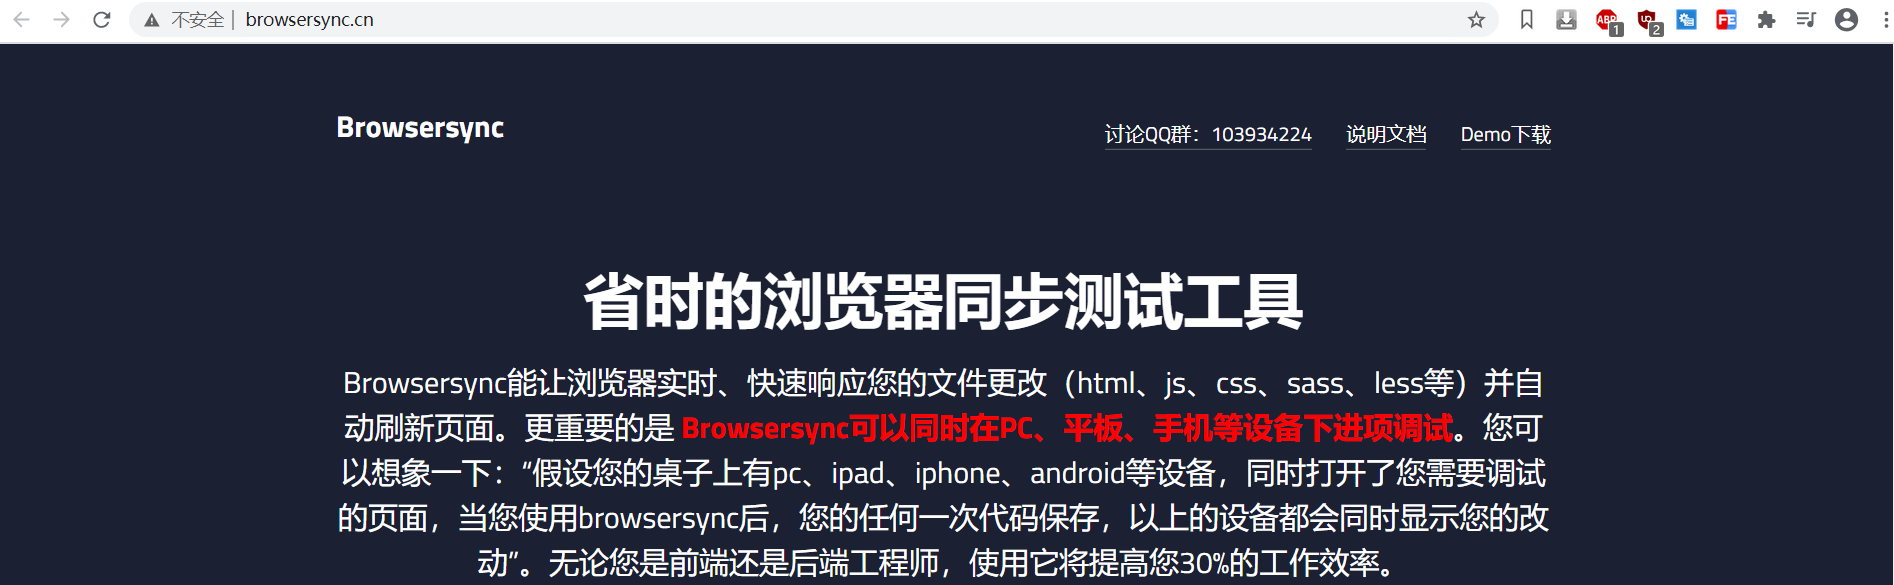 不安全 | browsersync.cn
ABP 1 UD 2 FE
Browsersync
讨论QQ群：103934224 说明文档 Demo下载
省时的浏览器同步测试工具
Browsersync能让浏览器实时、快速响应您的文件更改（html、js、css、sass、less等）并自
动刷新页面。更重要的是 Browsersync可以同时在PC、平板、手机等设备下进项调试。您可
以想象一下：“假设您的桌子上有pc、ipad、iphone、android等设备，同时打开了您需要调试
的页面，当您使用browsersync后，您的任何一次代码保存，以上的设备都会同时显示您的改
动”。无论您是前端还是后端工程师，使用它将提高您30%的工作效率。